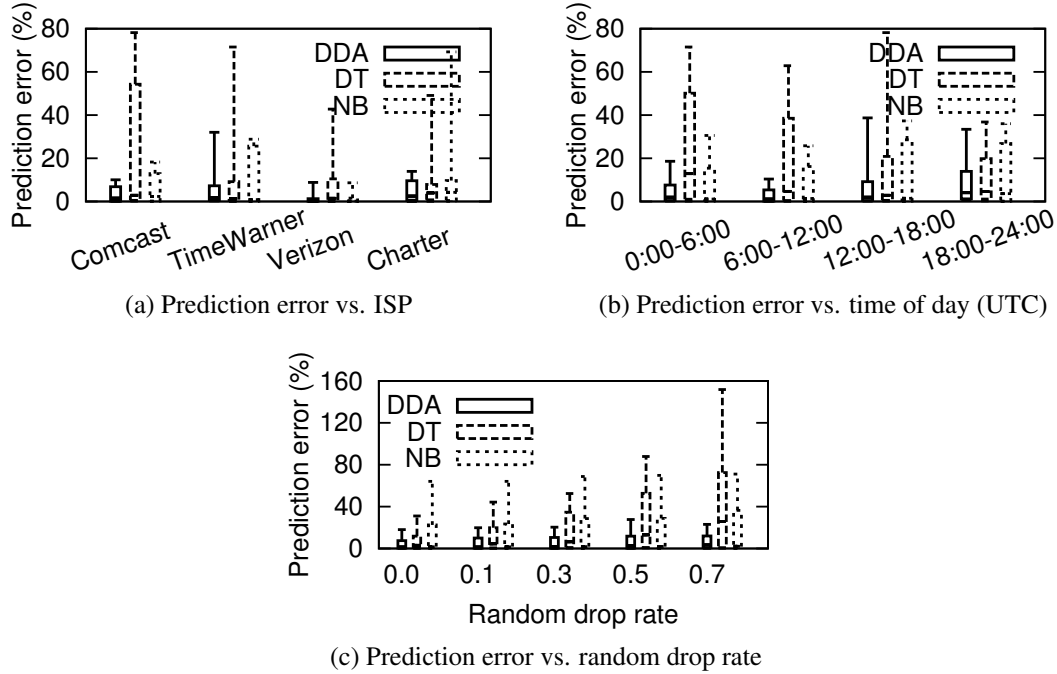 Prediction error (%)
80
60
40
20
0
DDA
DT
NB
Comcast
TimeWarner
Verizon
Charter
(a) Prediction error vs. ISP
Prediction error (%)
80
60
40
20
0
DDA
DT
NB
0:00-6:00
6:00-12:00
12:00-18:00
18:00-24:00
(b) Prediction error vs. time of day (UTC)
Prediction error (%)
160
120
80
40
0
DDA
DT
NB
0.0 0.1 0.3 0.5 0.7
Random drop rate
(c) Prediction error vs. random drop rate